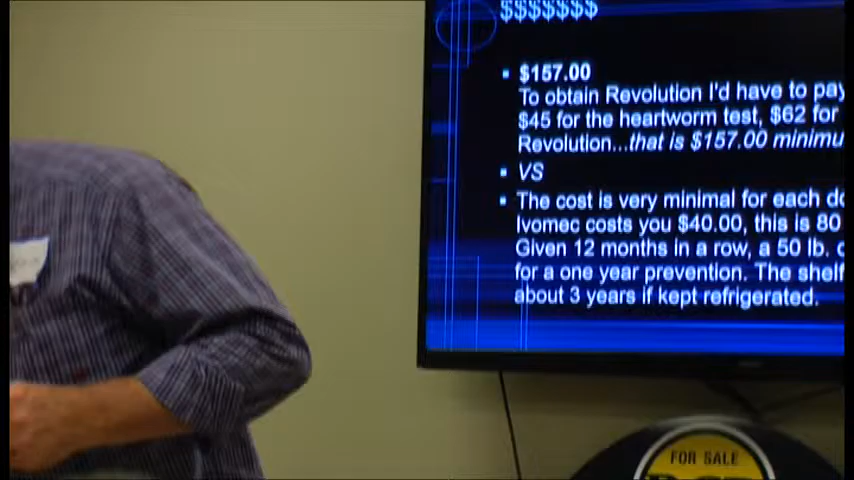 $$$$$$$
$157.00
To obtain Revolution I'd have to pay
$45 for the heartworm test, $62 for
Revolution...that is $157.00 minimu
VS
The cost is very minimal for each do
Ivomec costs you $40.00, this is 80
Given 12 months in a row, a 50 lb.
for a one year prevention. The shelf
about 3 years if kept refrigerated.
FOR SALE